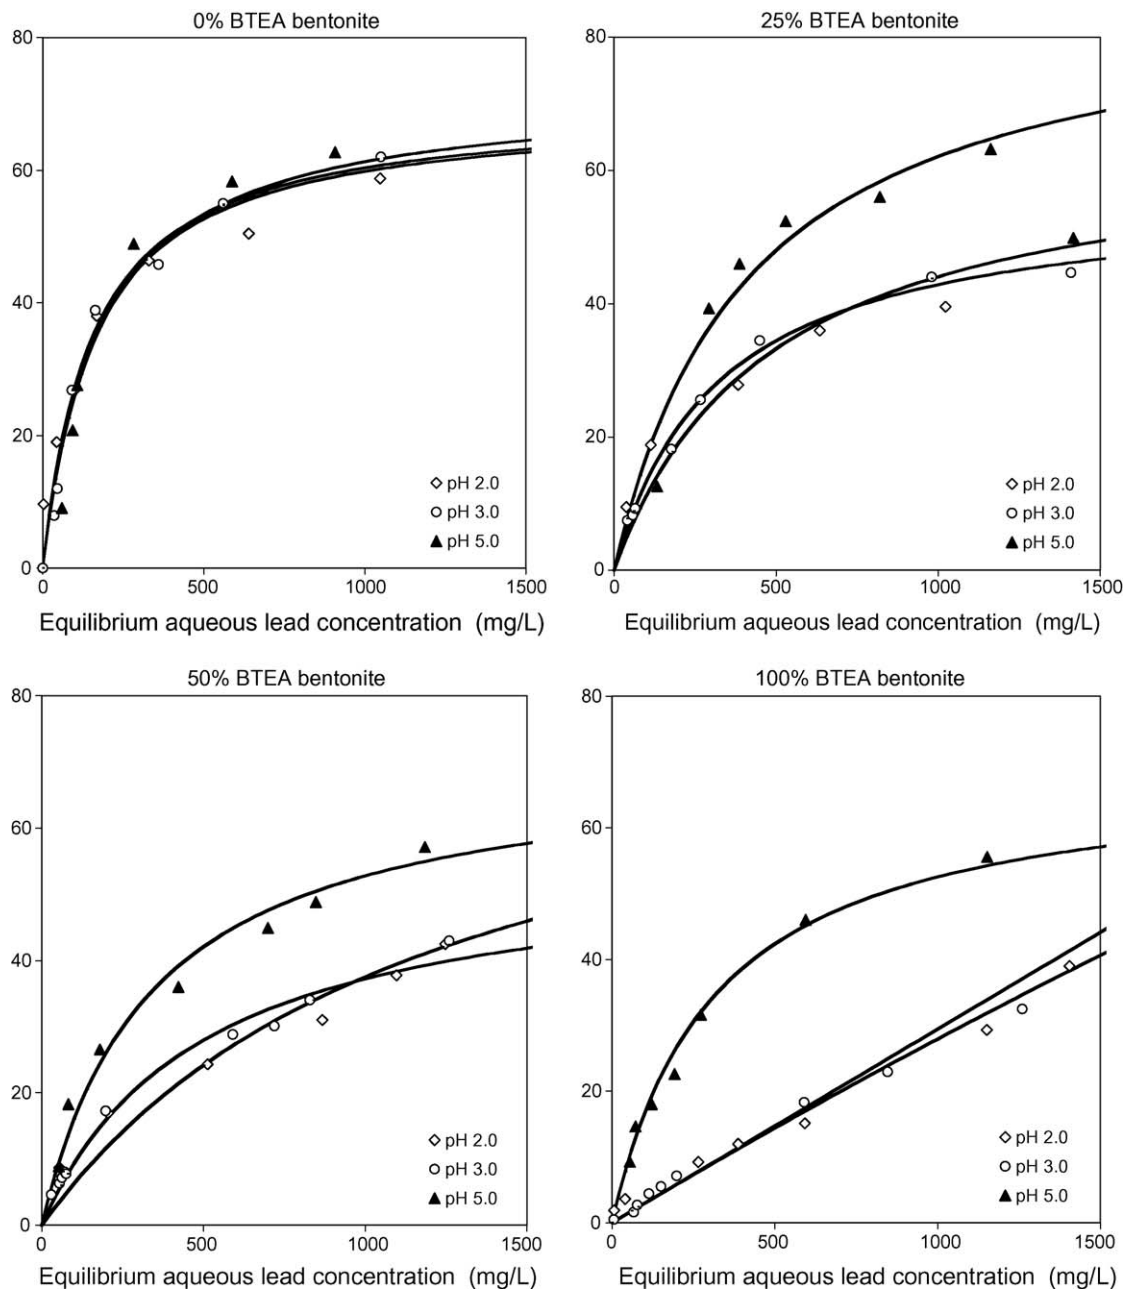 0% BTEA bentonite
80
60
40
20
0
pH 2.0
pH 3.0
pH 5.0
0 500 1000 1500
Equilibrium aqueous lead concentration (mg/L)
25% BTEA bentonite
80
60
40
20
0
pH 2.0
pH 3.0
pH 5.0
0 500 1000 1500
Equilibrium aqueous lead concentration (mg/L)
50% BTEA bentonite
80
60
40
20
0
pH 2.0
pH 3.0
pH 5.0
0 500 1000 1500
Equilibrium aqueous lead concentration (mg/L)
100% BTEA bentonite
80
60
40
20
0
pH 2.0
pH 3.0
pH 5.0
0 500 1000 1500
Equilibrium aqueous lead concentration (mg/L)